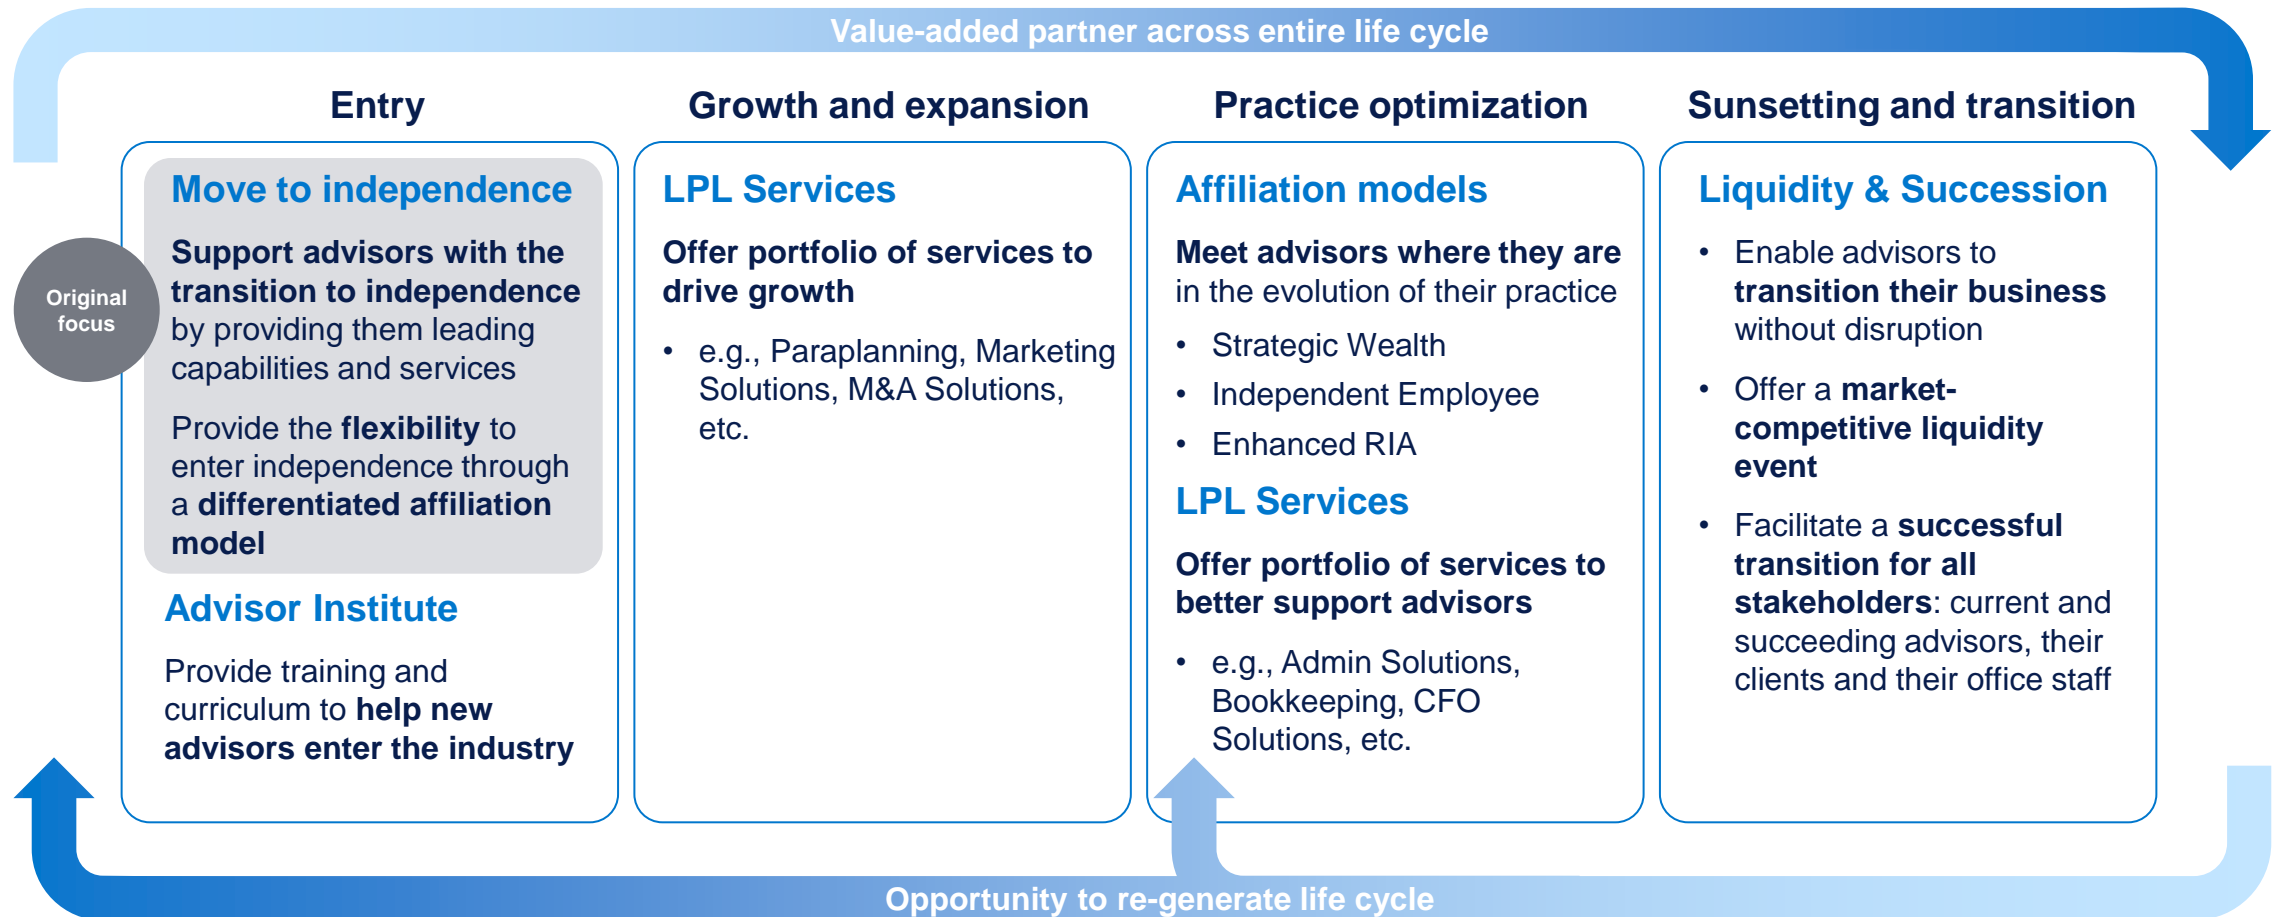 Value-added partner across entire life cycle
Entry
Move to independence
Original
focus
Support advisors with the
transition to independence
by providing them leading
capabilities and services
Provide the flexibility to
enter independence through
a differentiated affiliation
model
Advisor Institute
Provide training and
curriculum to help new
advisors enter the industry
Growth and expansion
LPL Services
Offer portfolio of services to
drive growth
• e.g., Paraplanning, Marketing
Solutions, M&A Solutions,
etc.
Practice optimization
Affiliation models
Meet advisors where they are
in the evolution of their practice
• Strategic Wealth
• Independent Employee
• Enhanced RIA
LPL Services
Offer portfolio of services to
better support advisors
• e.g., Admin Solutions,
Bookkeeping, CFO
Solutions, etc.
Sunsetting and transition
Liquidity & Succession
• Enable advisors to
transition their business
without disruption
• Offer a market-
competitive liquidity
event
• Facilitate a successful
transition for all
stakeholders: current and
succeeding advisors, their
clients and their office staff
Opportunity to re-generate life cycle